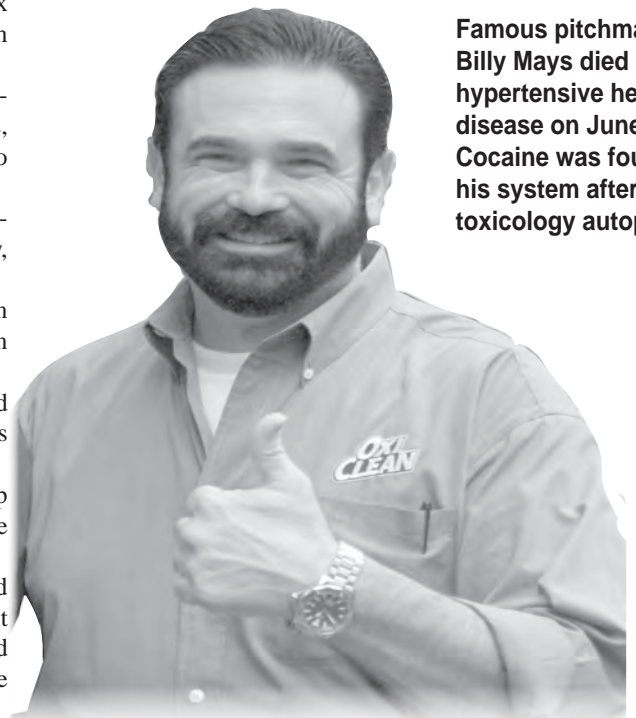 Famous pitchma
Billy Mays died
hypertensive he
disease on June
Cocaine was fou
his system after
toxicology autop
OXI
CLEAN